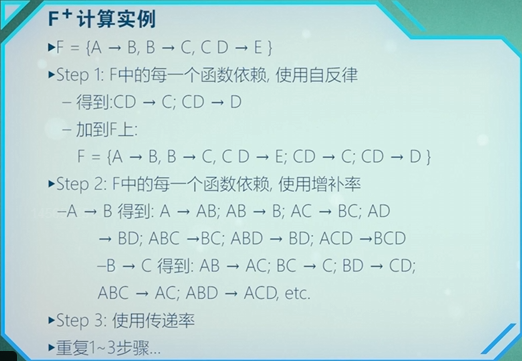 F⁺计算实例
▶F = {A → B, B → C, C D → E }
▶Step 1: F中的每一个函数依赖, 使用自反律
– 得到:CD → C; CD → D
– 加到F上:
F = {A → B, B → C, C D → E; CD → C; CD → D }
▶Step 2: F中的每一个函数依赖, 使用增补率
–A → B 得到: A → AB; AB → B; AC → BC; AD
→ BD; ABC →BC; ABD → BD; ACD →BCD
–B → C 得到: AB → AC; BC → C; BD → CD;
ABC → AC; ABD → ACD, etc.
▶Step 3: 使用传递率
▶重复1~3步骤...